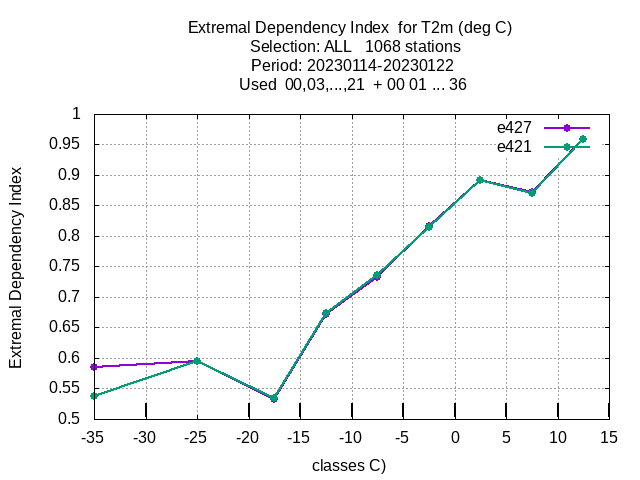 Extremal Dependency Index  for T2m (deg C)
Selection: ALL   1068 stations
Period: 20230114-20230122
Used  00,03,...,21  + 00 01 ... 36
e427
e421
1
0.95
0.9
0.85
0.8
0.75
0.7
0.65
0.6
0.55
0.5
Extremal Dependency Index
-35 -30 -25 -20 -15 -10 -5 0 5 10 15
classes C)